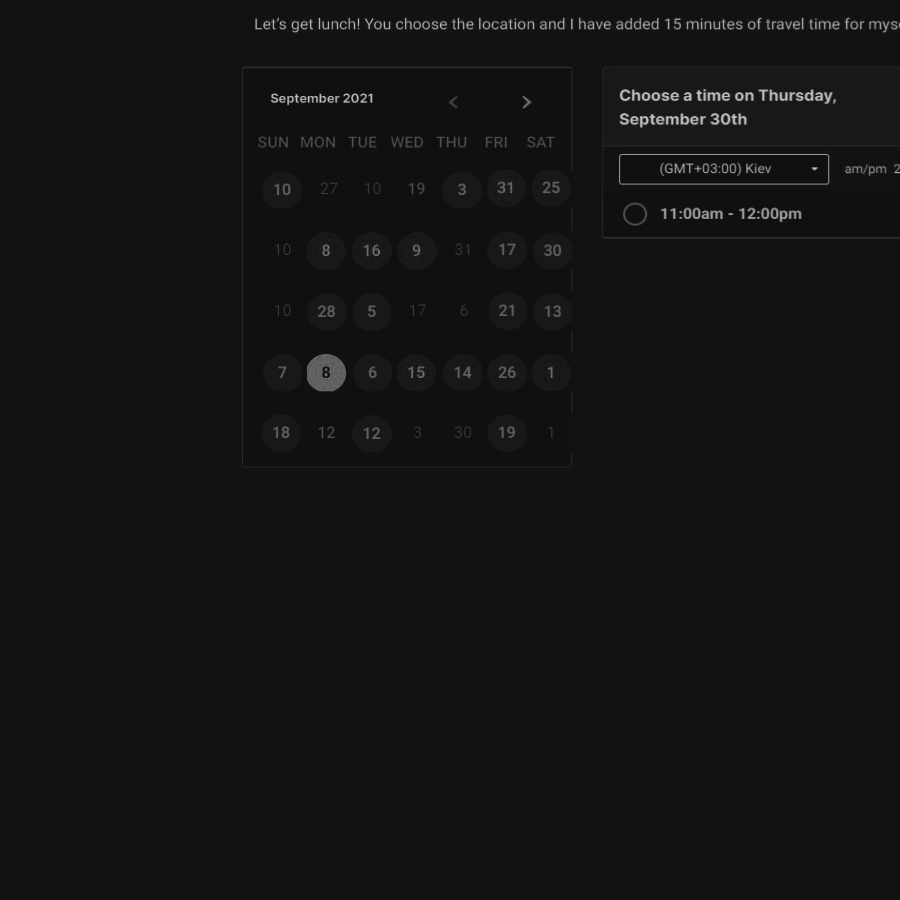 Let's get lunch! You choose the location and I have added 15 minutes of travel time for mys
September 2021
SUN MON TUE WED THU FRI SAT
10 27 10 19 3 31 25
10 8 16 9 31 17 30
10 28 5 17 6 21 13
7 8 6 15 14 26 1
18 12 12 3 30 19 1
Choose a time on Thursday,
September 30th
(GMT+03:00) Kiev am/pm 2
11:00am - 12:00pm